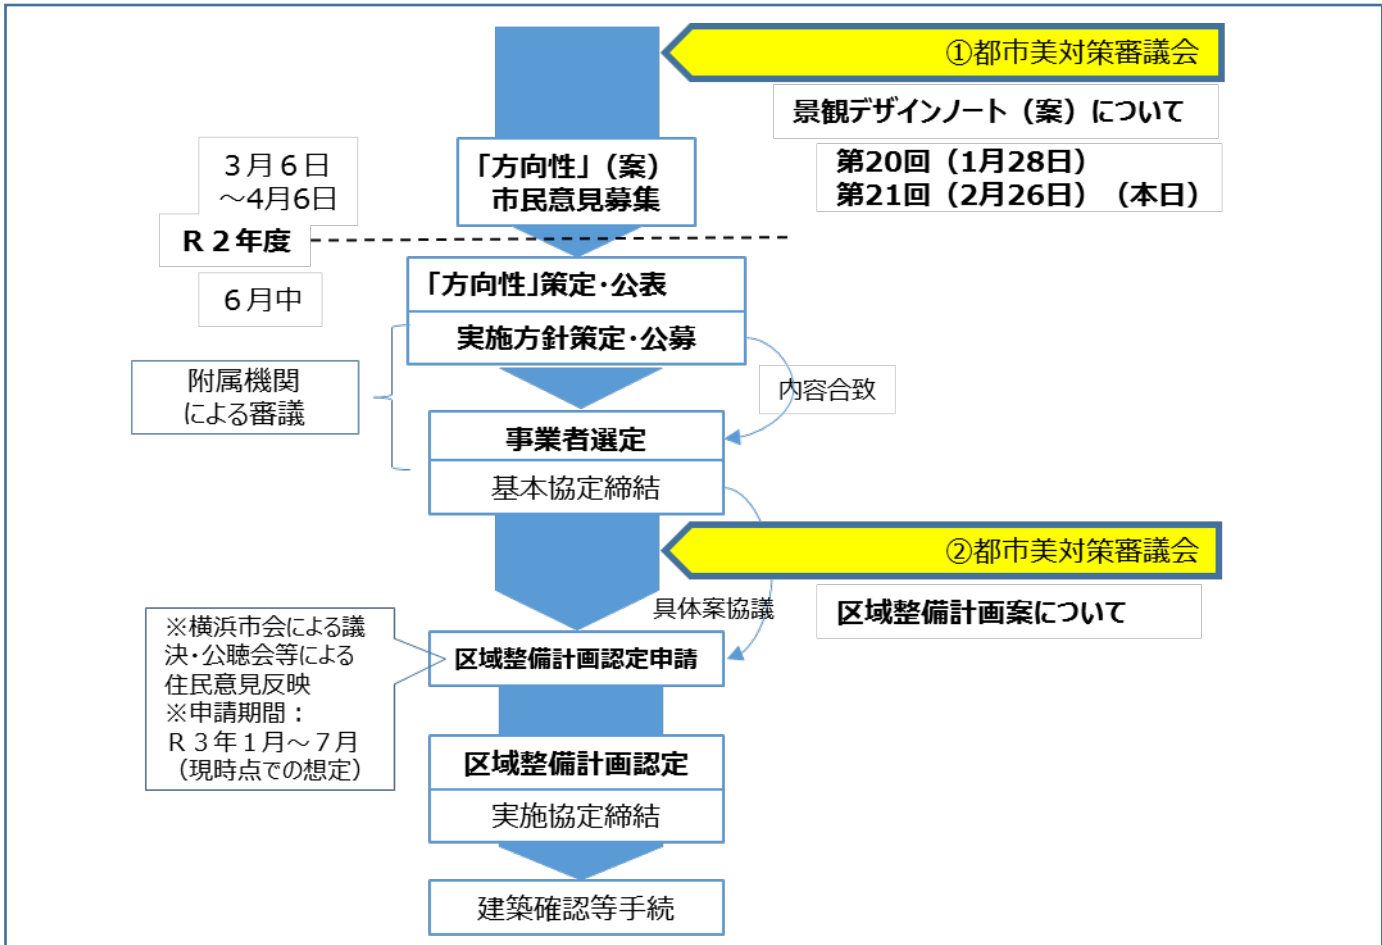 ①都市美対策審議会
景観デザインノート（案）について
第20回（1月28日）
第21回（2月26日）（本日）
３月６日
～4月6日
「方向性」（案）
市民意見募集
Ｒ２年度
６月中
「方向性」策定・公表
実施方針策定・公募
附属機関
による審議
内容合致
事業者選定
基本協定締結
②都市美対策審議会
区域整備計画案について
具体案協議
※横浜市会による議
決・公聴会等による
住民意見反映
※申請期間：
Ｒ３年１月～７月
（現時点での想定）
区域整備計画認定申請
区域整備計画認定
実施協定締結
建築確認等手続